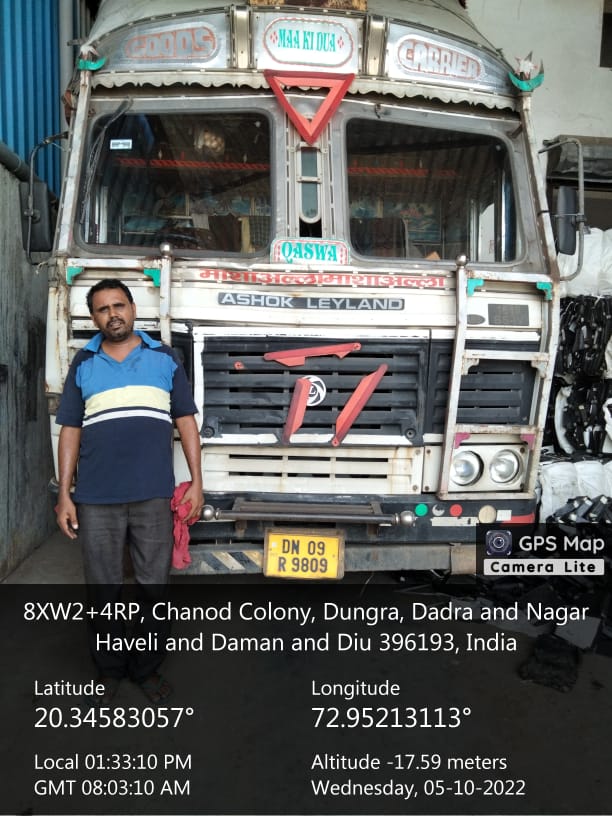 GOODS
MAA KI DUA
CARRIER
QASWA
माशाअल्लामाशाअल्ला
ASHOK LEYLAND
DN 09
R 9809
GPS Map
Camera Lite
8XW2+4RP, Chanod Colony, Dungra, Dadra and Nagar
Haveli and Daman and Diu 396193, India
Latitude
20.34583057°
Longitude
72.95213113°
Local 01:33:10 PM
GMT 08:03:10 AM
Altitude -17.59 meters
Wednesday, 05-10-2022